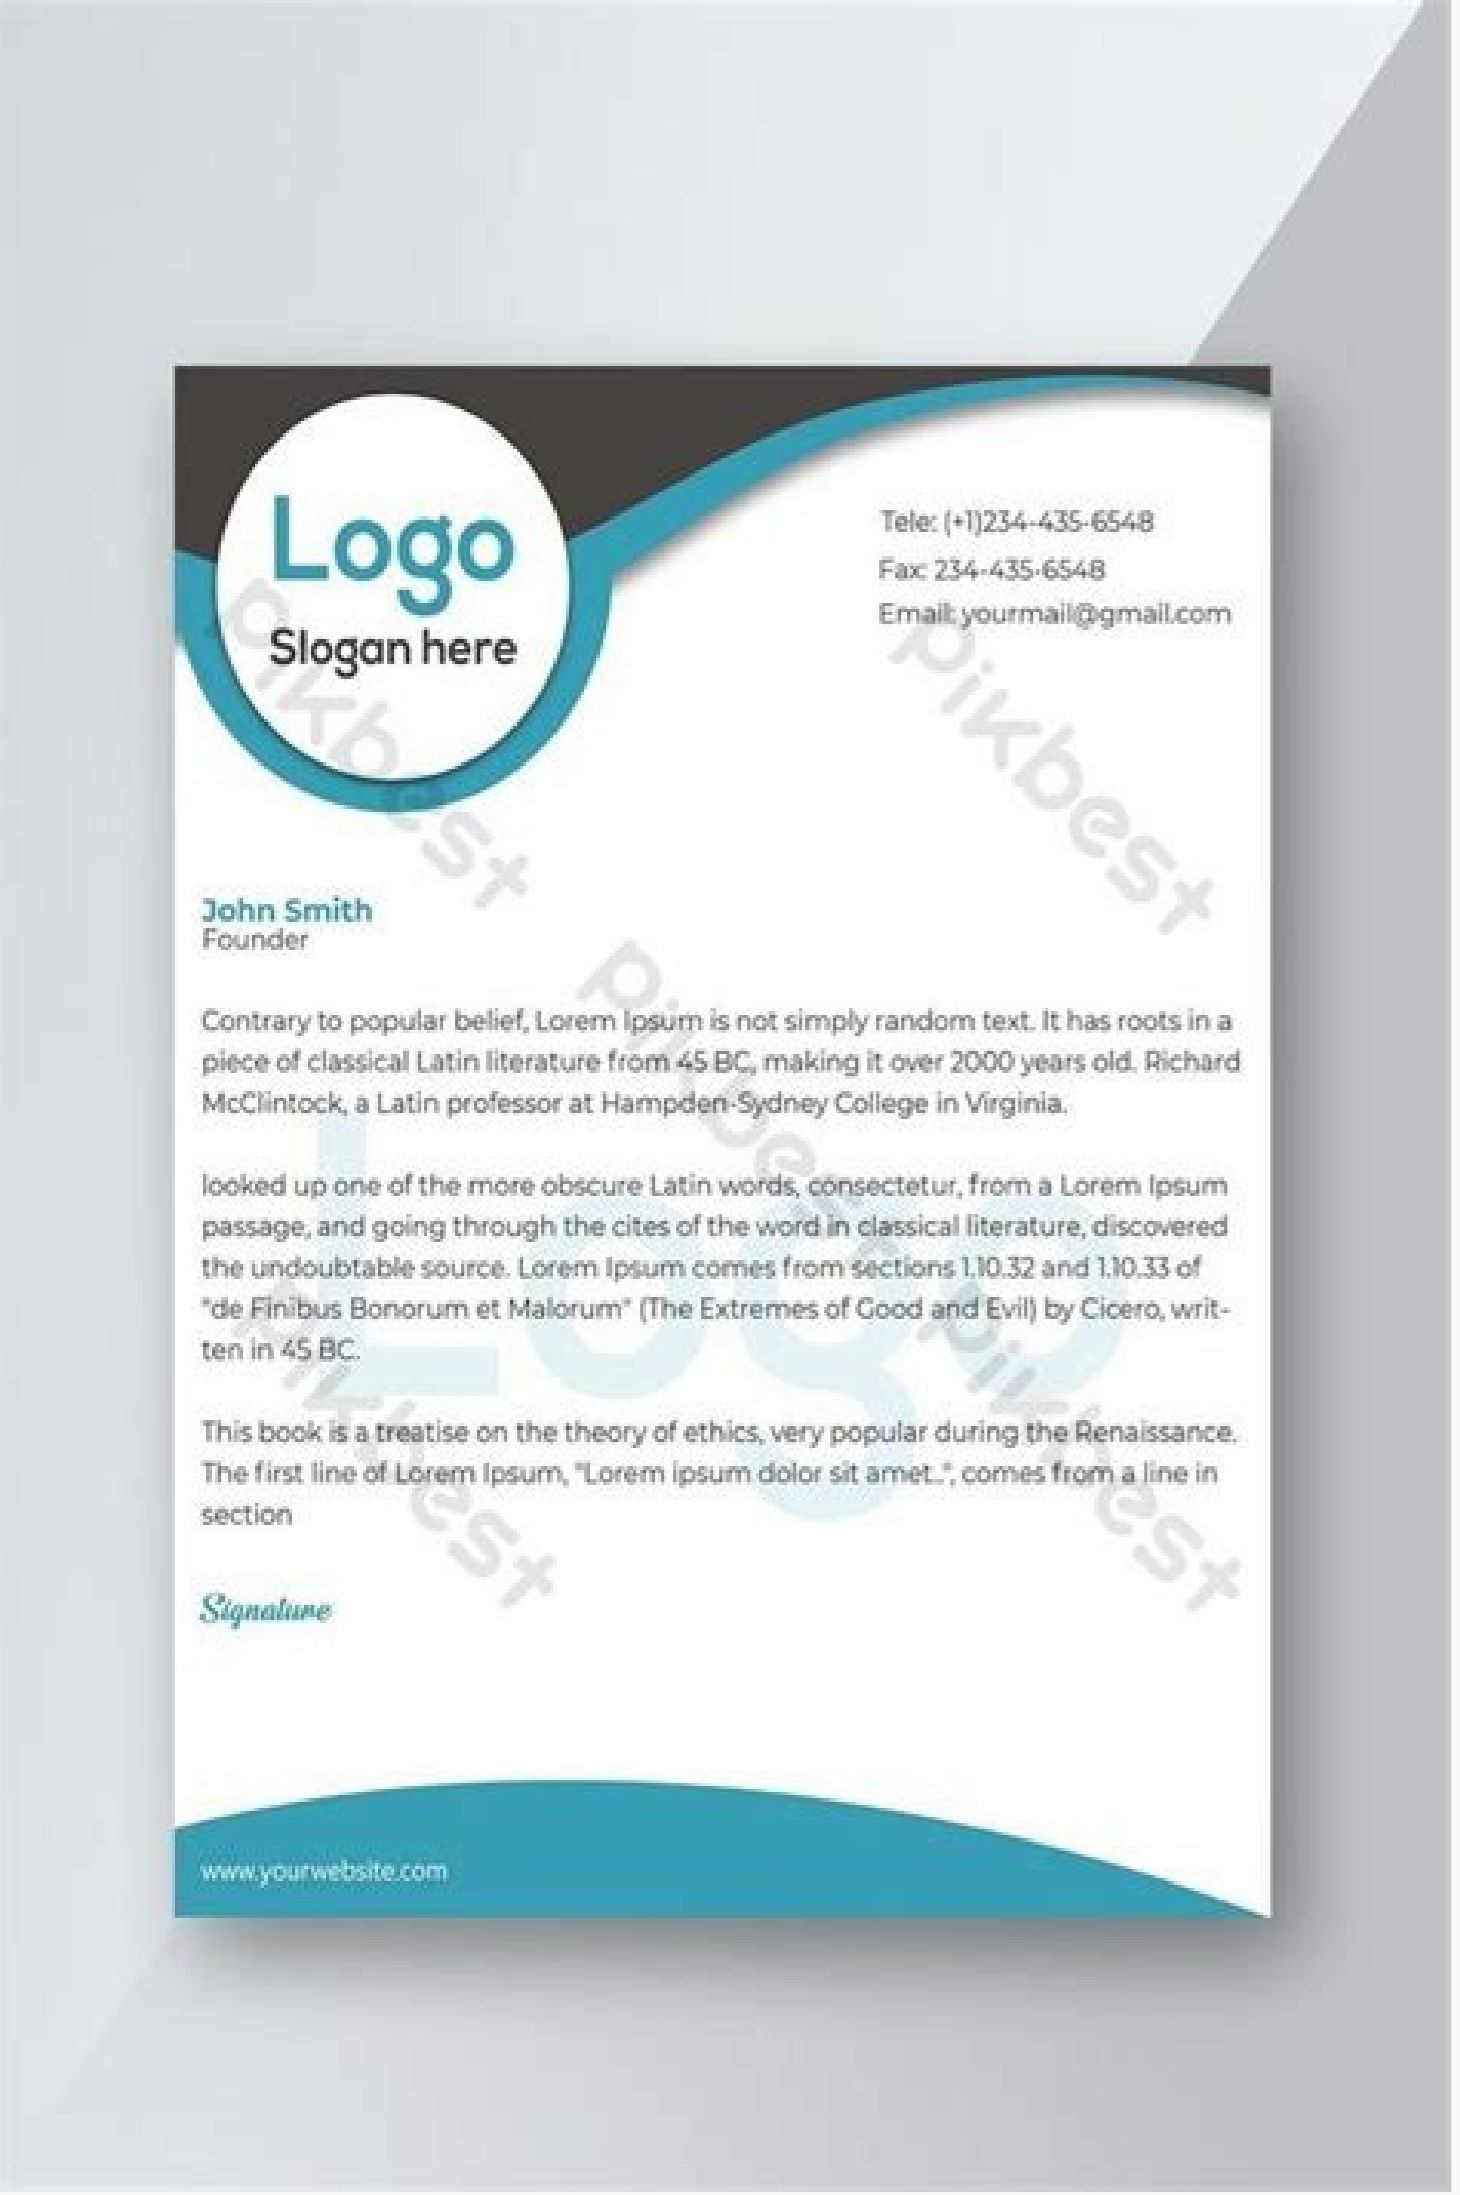 Logo
Slogan here
Tele: (+1)234-435-6548
Fax: 234-435-6548
Email: yourmail@gmail.com
John Smith
Founder
Contrary to popular belief, Lorem Ipsum is not simply random text. It has roots in a
piece of classical Latin literature from 45 BC, making it over 2000 years old. Richard
McClintock, a Latin professor at Hampden-Sydney College in Virginia.
looked up one of the more obscure Latin words, consectetur, from a Lorem Ipsum
passage, and going through the cites of the word in classical literature, discovered
the undoubtable source. Lorem Ipsum comes from sections 1.10.32 and 1.10.33 of
"de Finibus Bonorum et Malorum" (The Extremes of Good and Evil) by Cicero, writ-
ten in 45 BC.
This book is a treatise on the theory of ethics, very popular during the Renaissance.
The first line of Lorem Ipsum, "Lorem ipsum dolor sit amet..", comes from a line in
section
Signature
www.yourwebsite.com
Logo
pikbest
pikbest
pikbest
pikbest
pikbest